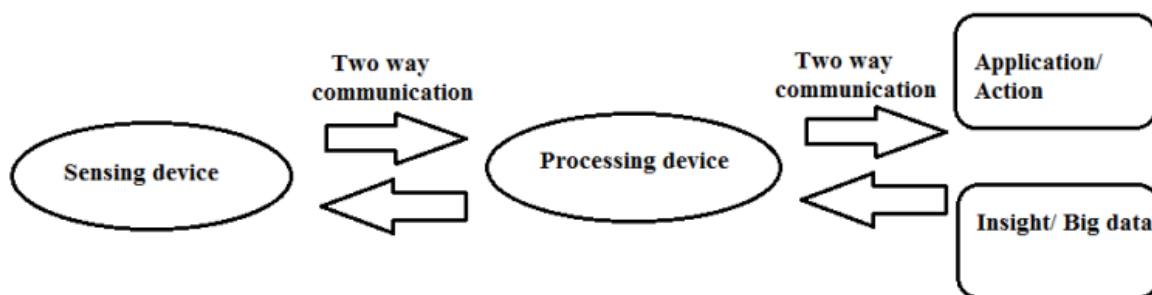 Two way
communication
Two way
communication
Application/
Action
Sensing device
Processing device
Insight/ Big data